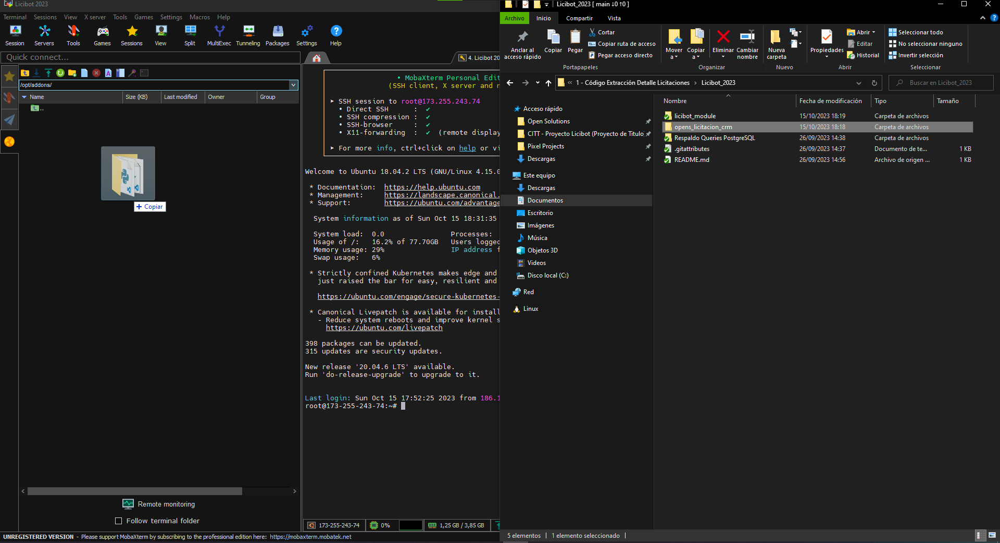 Licibot 2023
Terminal Sessions View X server Tools Games Settings Macros Help
Session Servers Tools Games Sessions View Split MultiExec Tunneling Packages Settings Help
Quick connect...
4. Licibot 20
/opt/addons/
Name Size (KB) Last modified Owner Group
..
+ Copiar
Remote monitoring
Follow terminal folder
• MobaXterm Personal Edit
(SSH client, X server and n
➤ SSH session to root@173.255.243.74
• Direct SSH : ✔
• SSH compression : ✔
• SSH-browser : ✔
• X11-forwarding : ✔ (remote display
➤ For more info, ctrl+click on help or vi
Welcome to Ubuntu 18.04.2 LTS (GNU/Linux 4.15.0
* Documentation: https://help.ubuntu.com
* Management: https://landscape.canonical.
* Support: https://ubuntu.com/advantage
System information as of Sun Oct 15 18:31:35
System load: 0.0 Processes:
Usage of /: 16.2% of 77.70GB Users logged
Memory usage: 29% IP address f
Swap usage: 6%
* Strictly confined Kubernetes makes edge and
just raised the bar for easy, resilient and
https://ubuntu.com/engage/secure-kubernetes-
* Canonical Livepatch is available for install
- Reduce system reboots and improve kernel s
https://ubuntu.com/livepatch
398 packages can be updated.
315 updates are security updates.
New release '20.04.6 LTS' available.
Run 'do-release-upgrade' to upgrade to it.
Last login: Sun Oct 15 17:52:25 2023 from 186.1
root@173-255-243-74:~#
173-255-243-74 0% 1,25 GB / 3,85 GB
UNREGISTERED VERSION - Please support MobaXterm by subscribing to the professional edition here: https://mobaxterm.mobatek.net
Licibot_2023 [ main ↓0 ↑0 ]
Archivo Inicio Compartir Vista
Anclar al acceso rápido
Copiar
Pegar
Cortar
Copiar ruta de acceso
Pegar acceso directo
Portapapeles
Mover a
Copiar a
Eliminar
Cambiar nombre
Organizar
Nueva carpeta
Nuevo
Propiedades
Abrir
Editar
Historial
Abrir
Seleccionar todo
No seleccionar ninguno
Invertir selección
Seleccionar
« 1 - Código Extracción Detalle Licitaciones › Licibot_2023
Buscar en Licibot_2023
Acceso rápido
Open Solutions
CITT - Proyecto Licibot (Proyecto de Titulo
Pixel Projects
Descargas
Este equipo
Descargas
Documentos
Escritorio
Imágenes
Música
Objetos 3D
Videos
Disco local (C:)
Red
Linux
Nombre Fecha de modificación Tipo Tamaño
licibot_module 15/10/2023 18:19 Carpeta de archivos
opens_licitacion_crm 15/10/2023 18:18 Carpeta de archivos
Respaldo Queries PostgreSQL 26/09/2023 14:38 Carpeta de archivos
.gitattributes 26/09/2023 14:37 Documento de te... 1 KB
README.md 26/09/2023 14:56 Archivo de origen ... 1 KB
5 elementos 1 elemento seleccionado